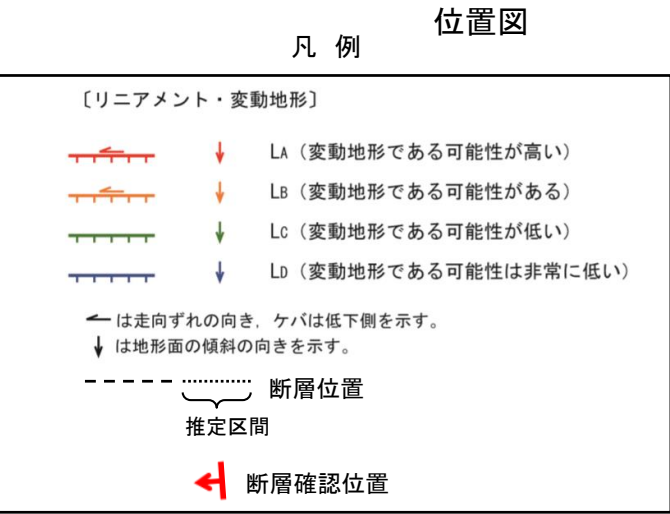 位置図
凡 例
〔リニアメント・変動地形〕
LA（変動地形である可能性が高い）
LB（変動地形である可能性がある）
LC（変動地形である可能性が低い）
LD（変動地形である可能性は非常に低い）
は走向ずれの向き，ケバは低下側を示す。
は地形面の傾斜の向きを示す。
断層位置
推定区間
断層確認位置